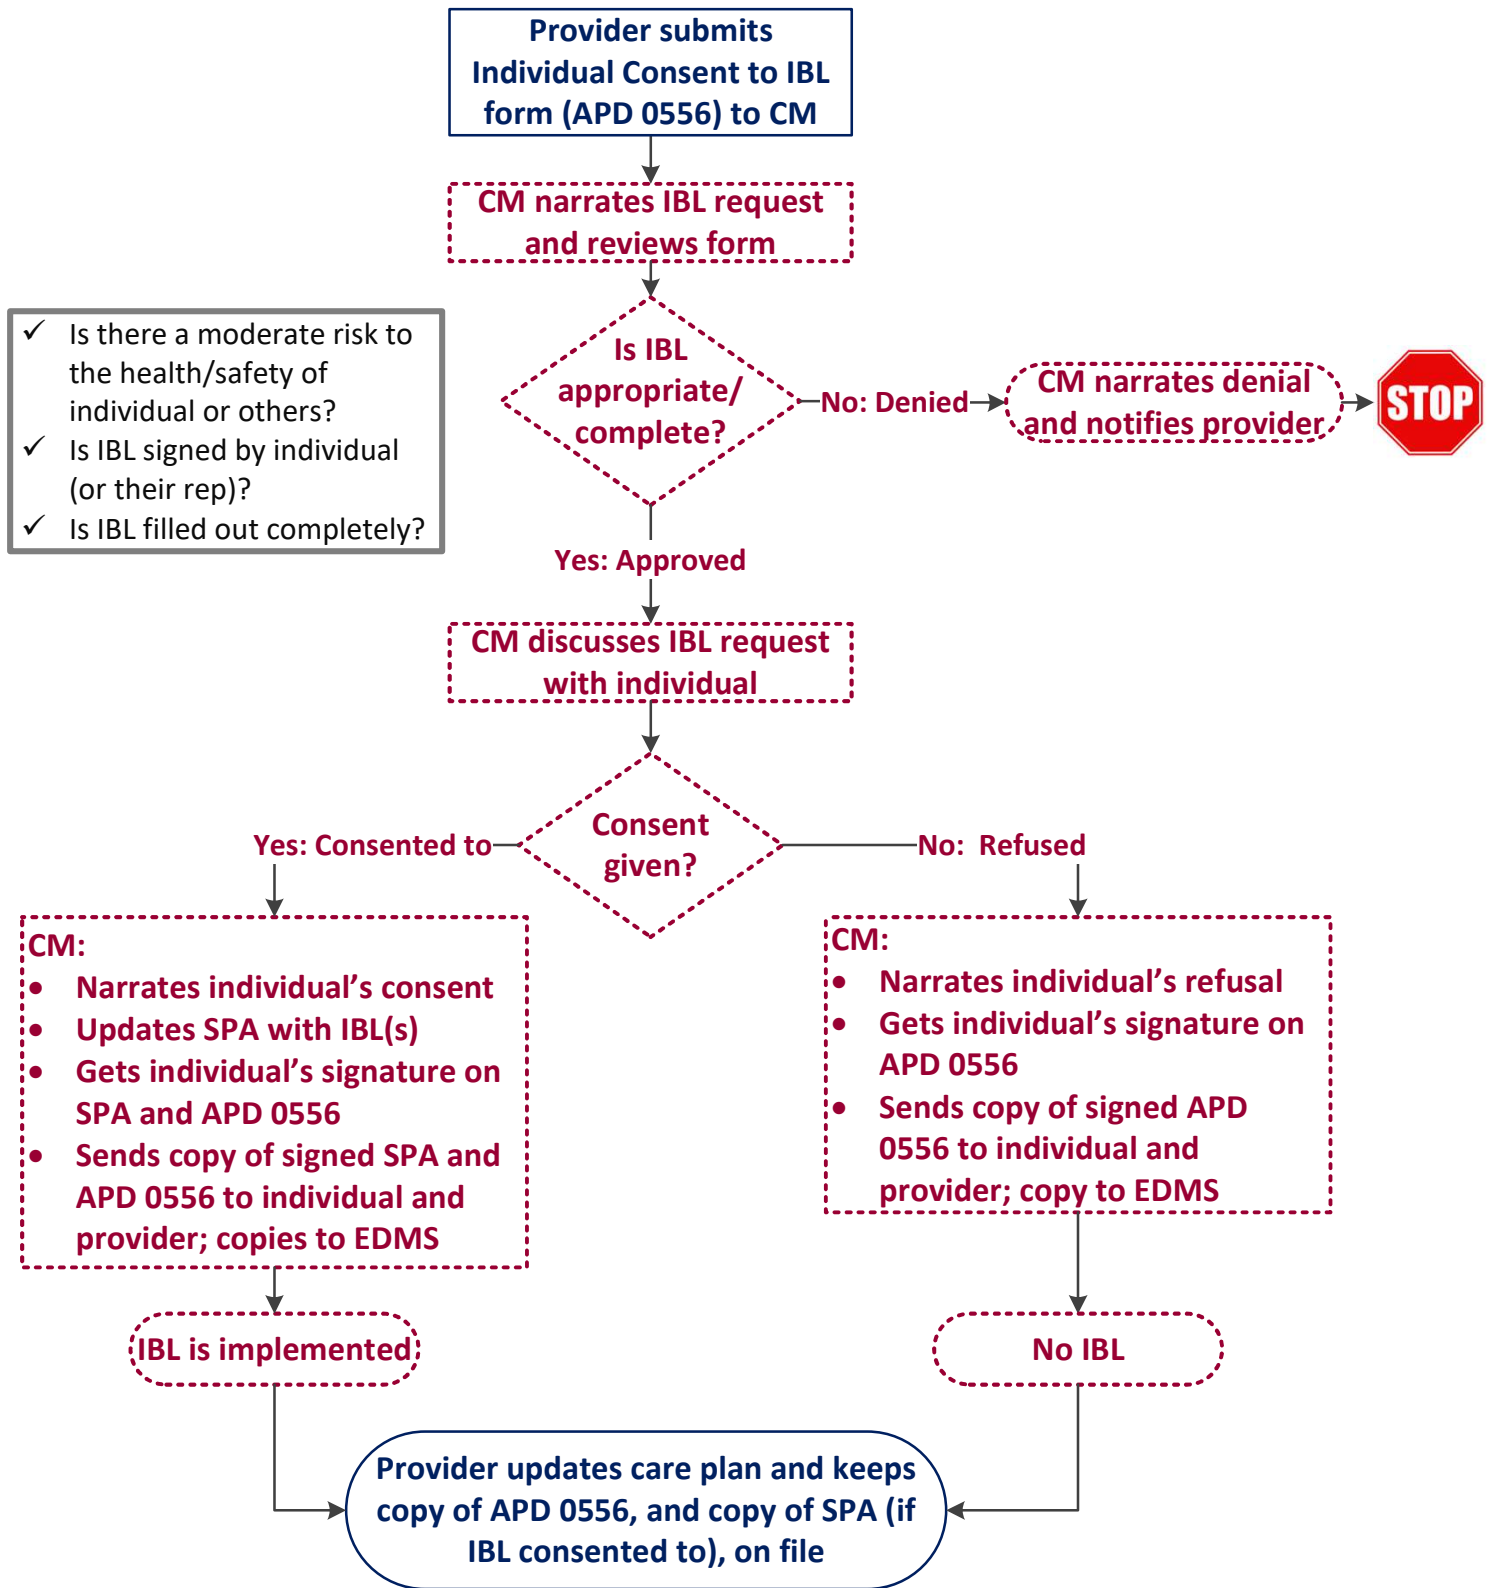 Provider submits
Individual Consent to IBL
form (APD 0556) to CM
CM narrates IBL request
and reviews form
✓ Is there a moderate risk to
the health/safety of
individual or others?
✓ Is IBL signed by individual
(or their rep)?
✓ Is IBL filled out completely?
Is IBL
appropriate/
complete?
No: Denied
CM narrates denial
and notifies provider
STOP
Yes: Approved
CM discusses IBL request
with individual
Consent
given?
Yes: Consented to
No:  Refused
CM:
• Narrates individual’s consent
• Updates SPA with IBL(s)
• Gets individual’s signature on
SPA and APD 0556
• Sends copy of signed SPA and
APD 0556 to individual and
provider; copies to EDMS
CM:
• Narrates individual’s refusal
• Gets individual’s signature on
APD 0556
• Sends copy of signed APD
0556 to individual and
provider; copy to EDMS
IBL is implemented
No IBL
Provider updates care plan and keeps
copy of APD 0556, and copy of SPA (if
IBL consented to), on file